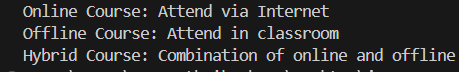 Online Course: Attend via Internet
Offline Course: Attend in classroom
Hybrid Course: Combination of online and offline